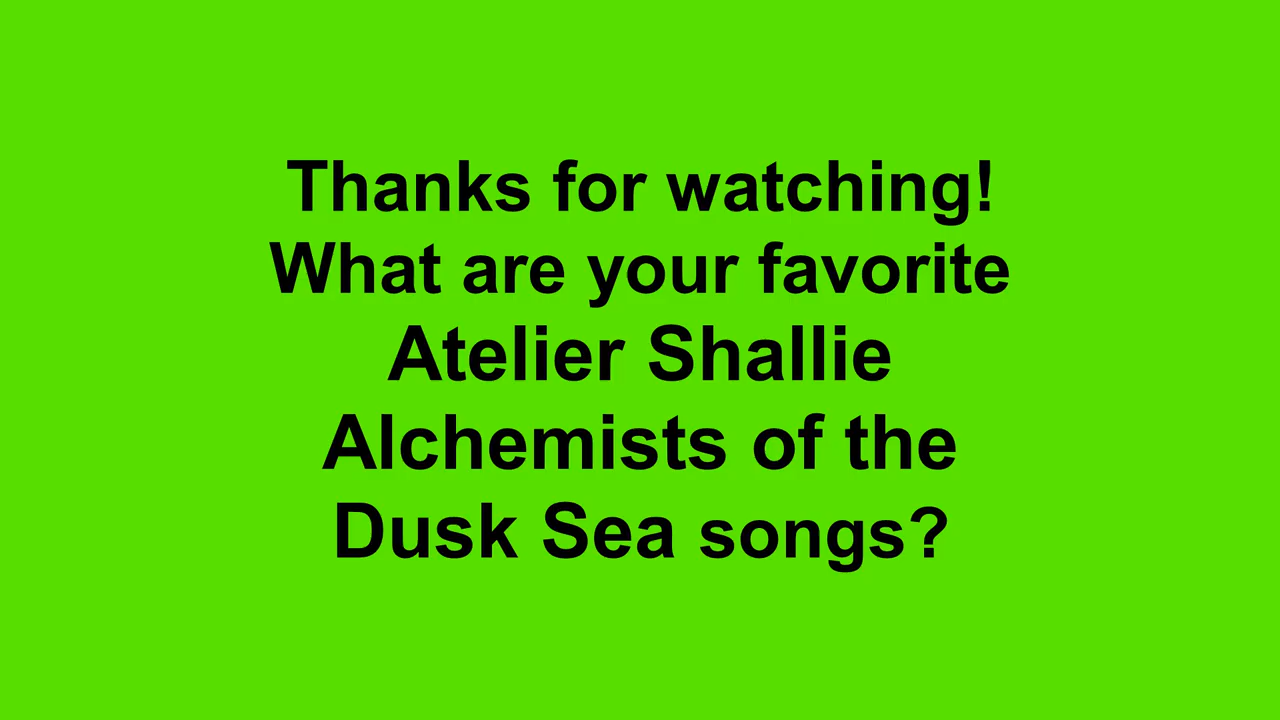 Thanks for watching!
What are your favorite
Atelier Shallie
Alchemists of the
Dusk Sea songs?